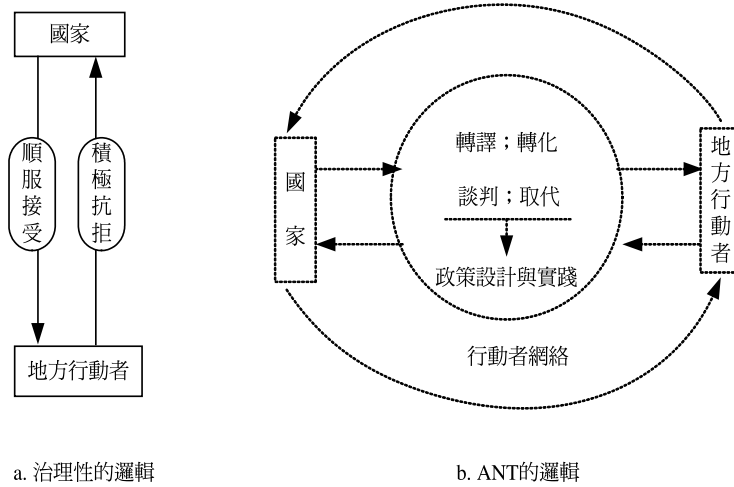 國家
順服接受
積極抗拒
地方行動者
a. 治理性的邏輯
國家
轉譯；轉化
談判；取代
政策設計與實踐
地方行動者
行動者網絡
b. ANT的邏輯